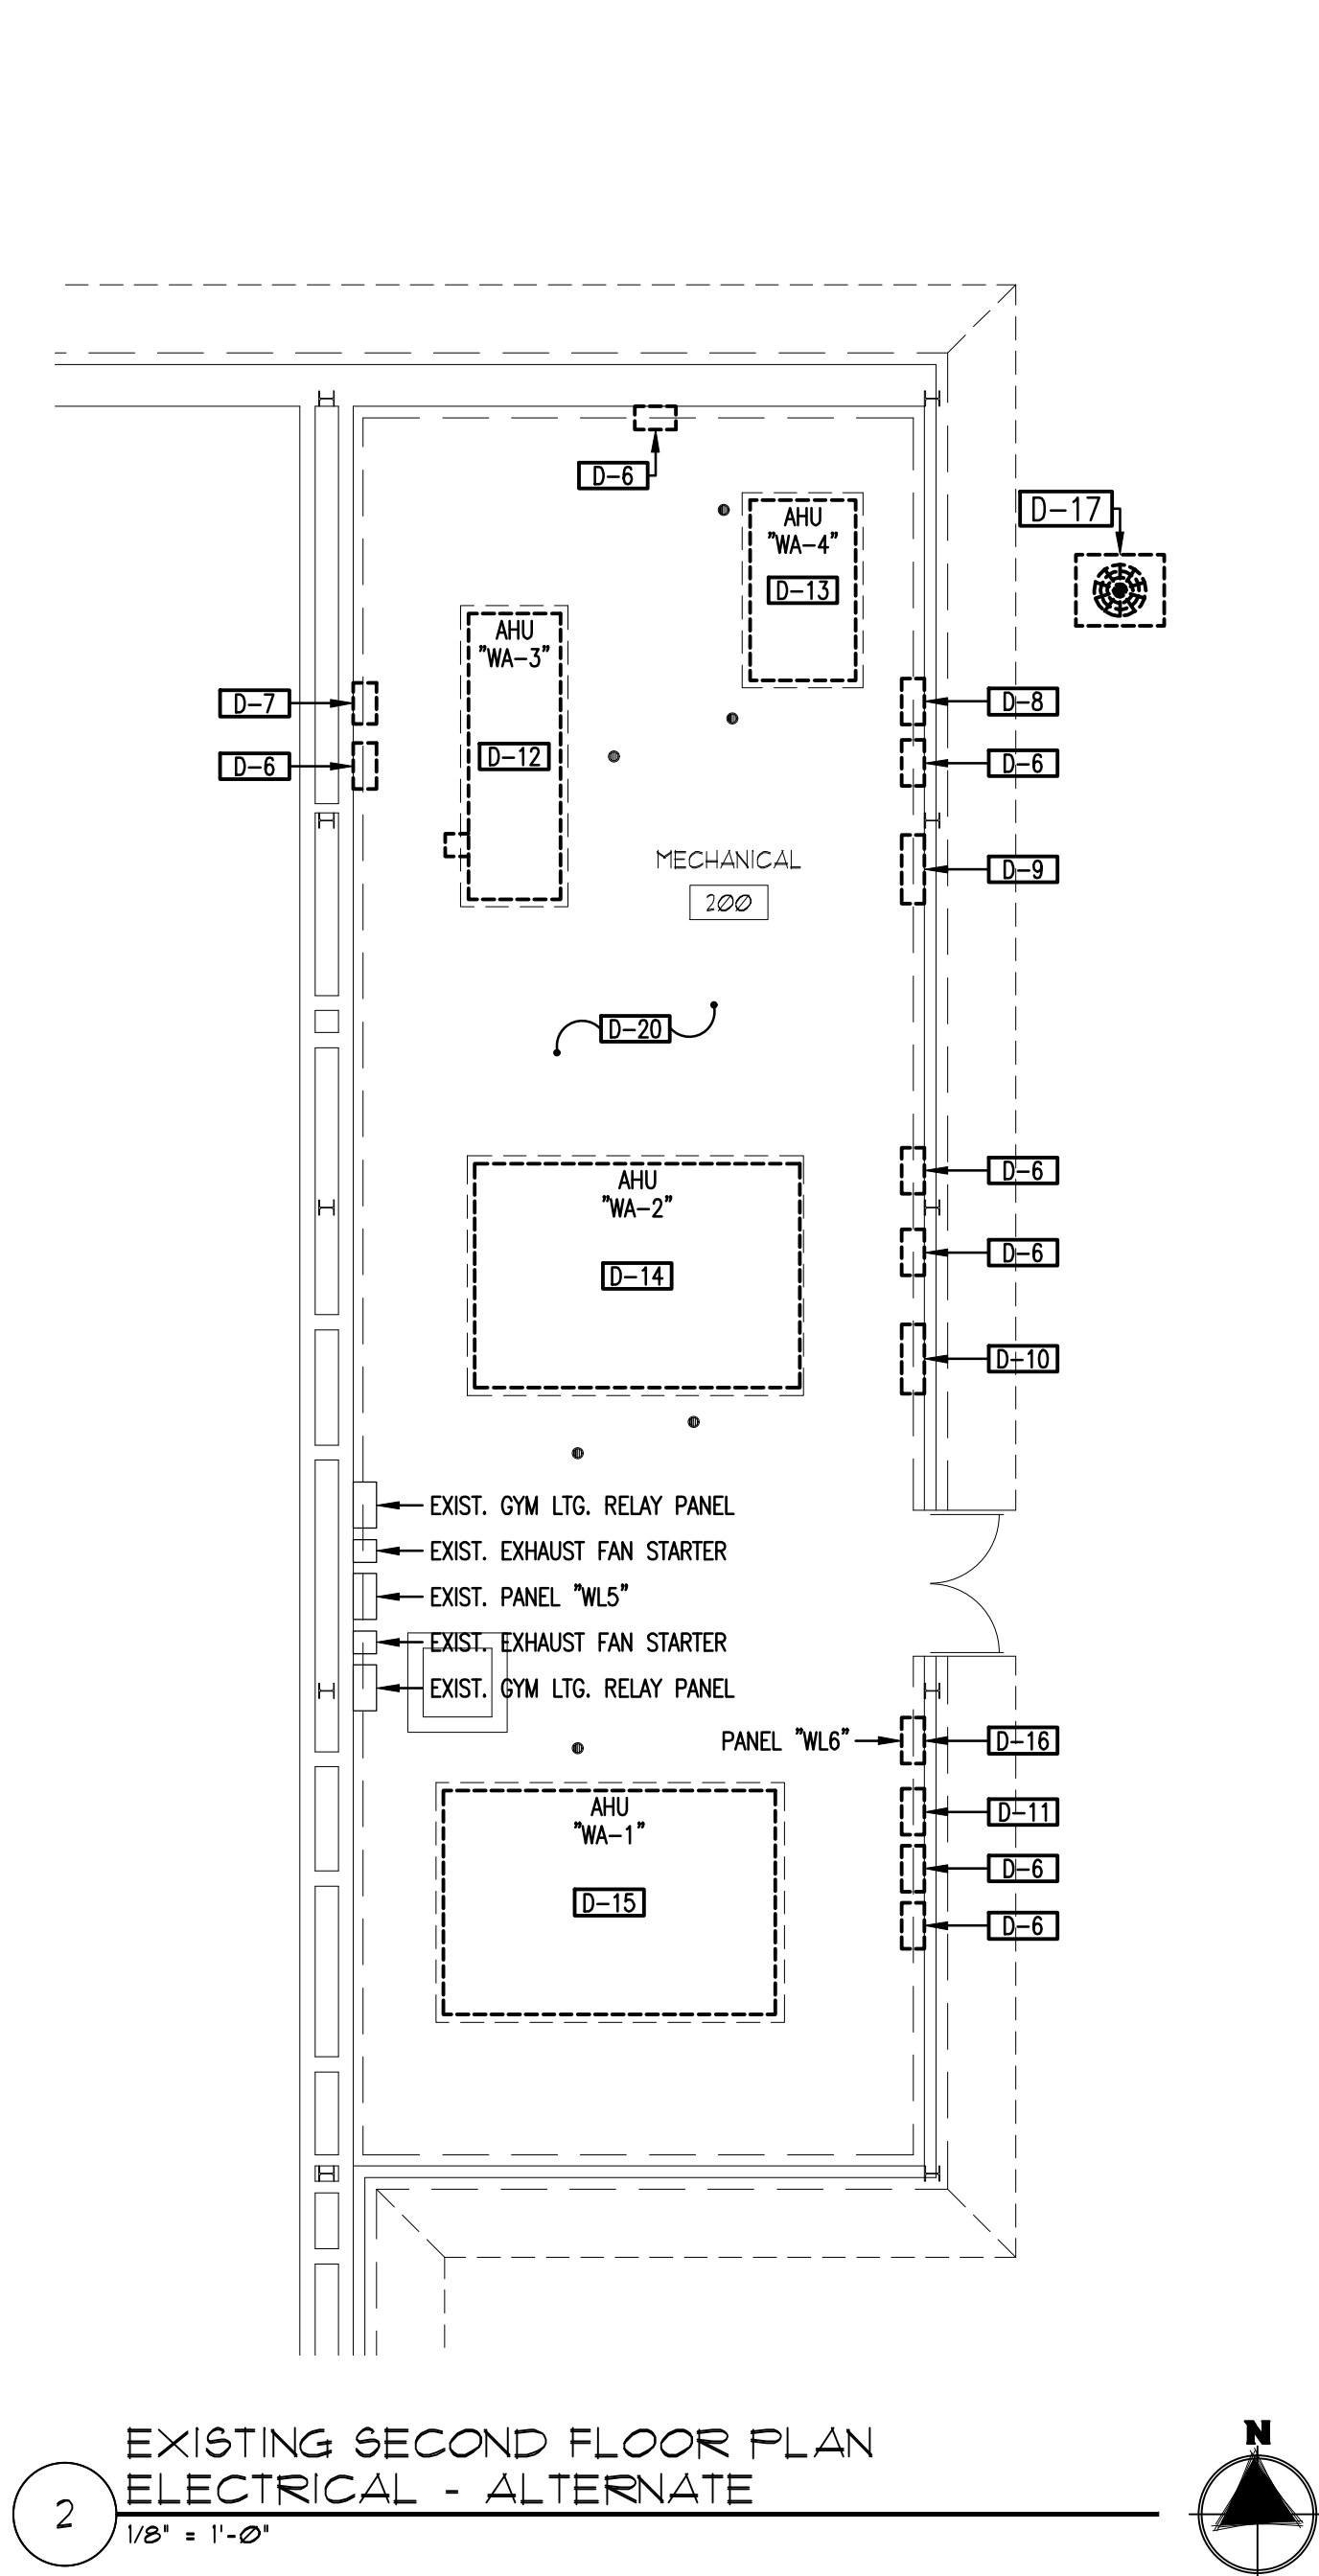 D-6
D-17
AHU
"WA-4"
D-13
AHU
"WA-3"
D-7
D-8
D-12
D-6
D-6
MECHANICAL
D-9
200
D-20
D-6
AHU
"WA-2"
D-6
D-14
D-10
EXIST. GYM LTG. RELAY PANEL
EXIST. EXHAUST FAN STARTER
EXIST. PANEL "WL5"
EXIST. EXHAUST FAN STARTER
EXIST. GYM LTG. RELAY PANEL
PANEL "WL6"
D-16
AHU
"WA-1"
D-11
D-6
D-15
D-6
EXISTING SECOND FLOOR PLAN
ELECTRICAL - ALTERNATE
2
1/8" = 1'-0"
N